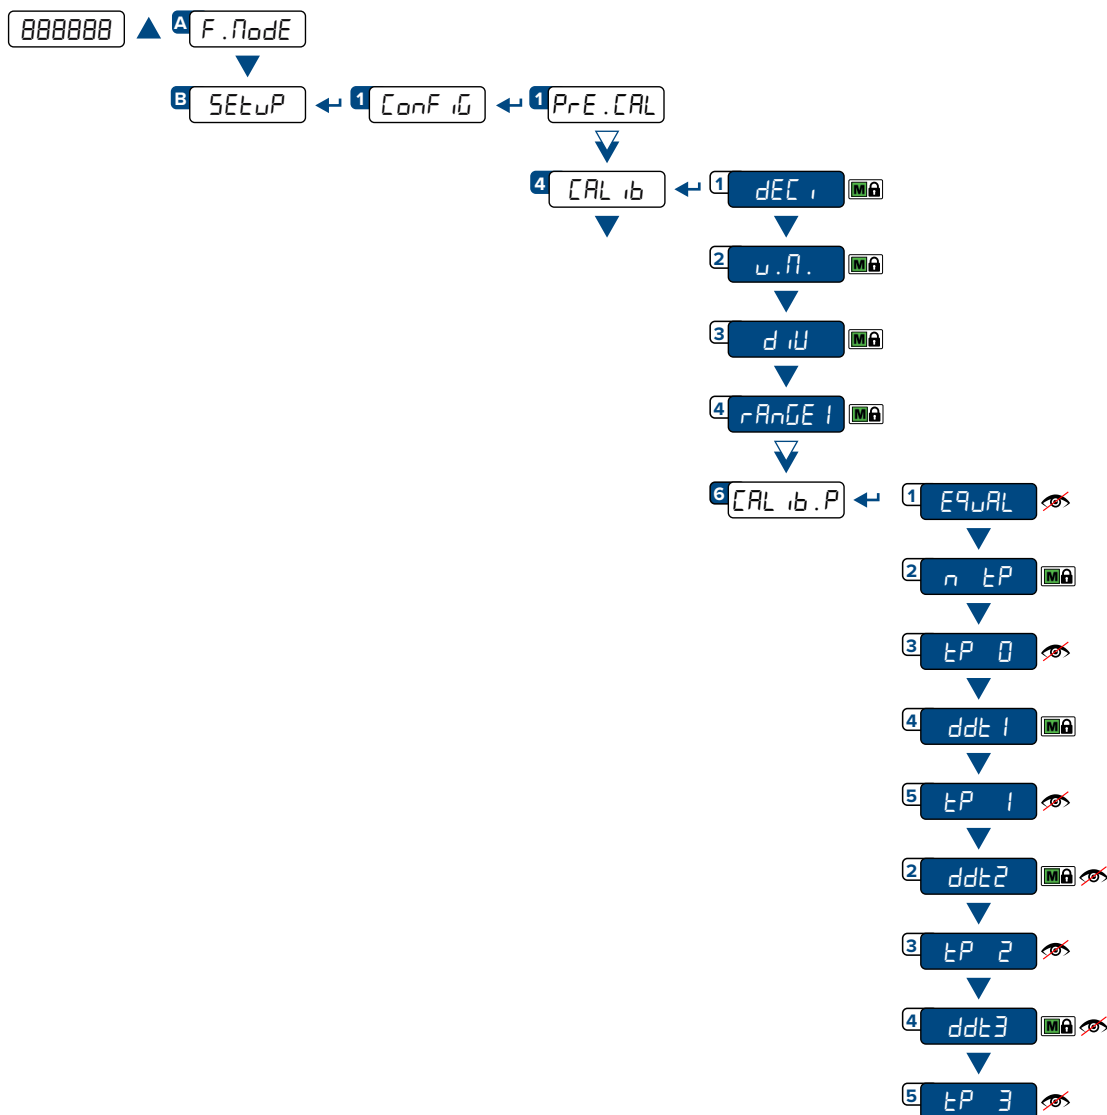 888888 A F.ModE
B SEtuP 1 ConFiG 1 PrE.CAL
4 CALib 1 dECi M
2 u.M. M
3 diU M
4 rAnGE1 M
6 CALib.P 1 EquAL
2 n tP M
3 tP 0
4 ddt1 M
5 tP 1
2 ddt2 M
3 tP 2
4 ddt3 M
5 tP 3